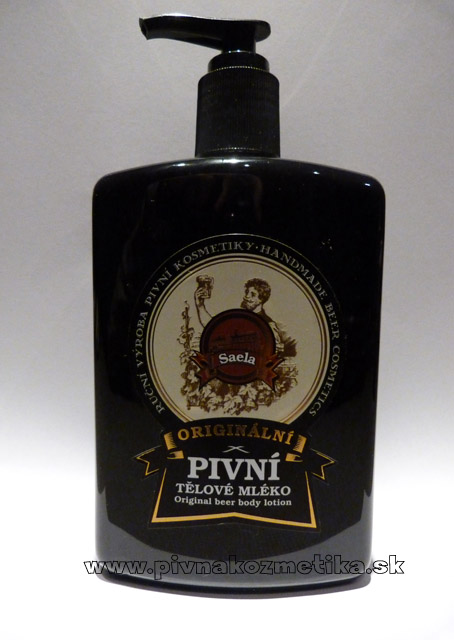 RUČNÍ VÝROBA PIVNÍ KOSMETIKY · HANDMADE BEER COSMETICS
Saela
ORIGINÁLNÍ
PIVNÍ
TĚLOVÉ MLÉKO
Original beer body lotion
www.pivnakozmetika.sk